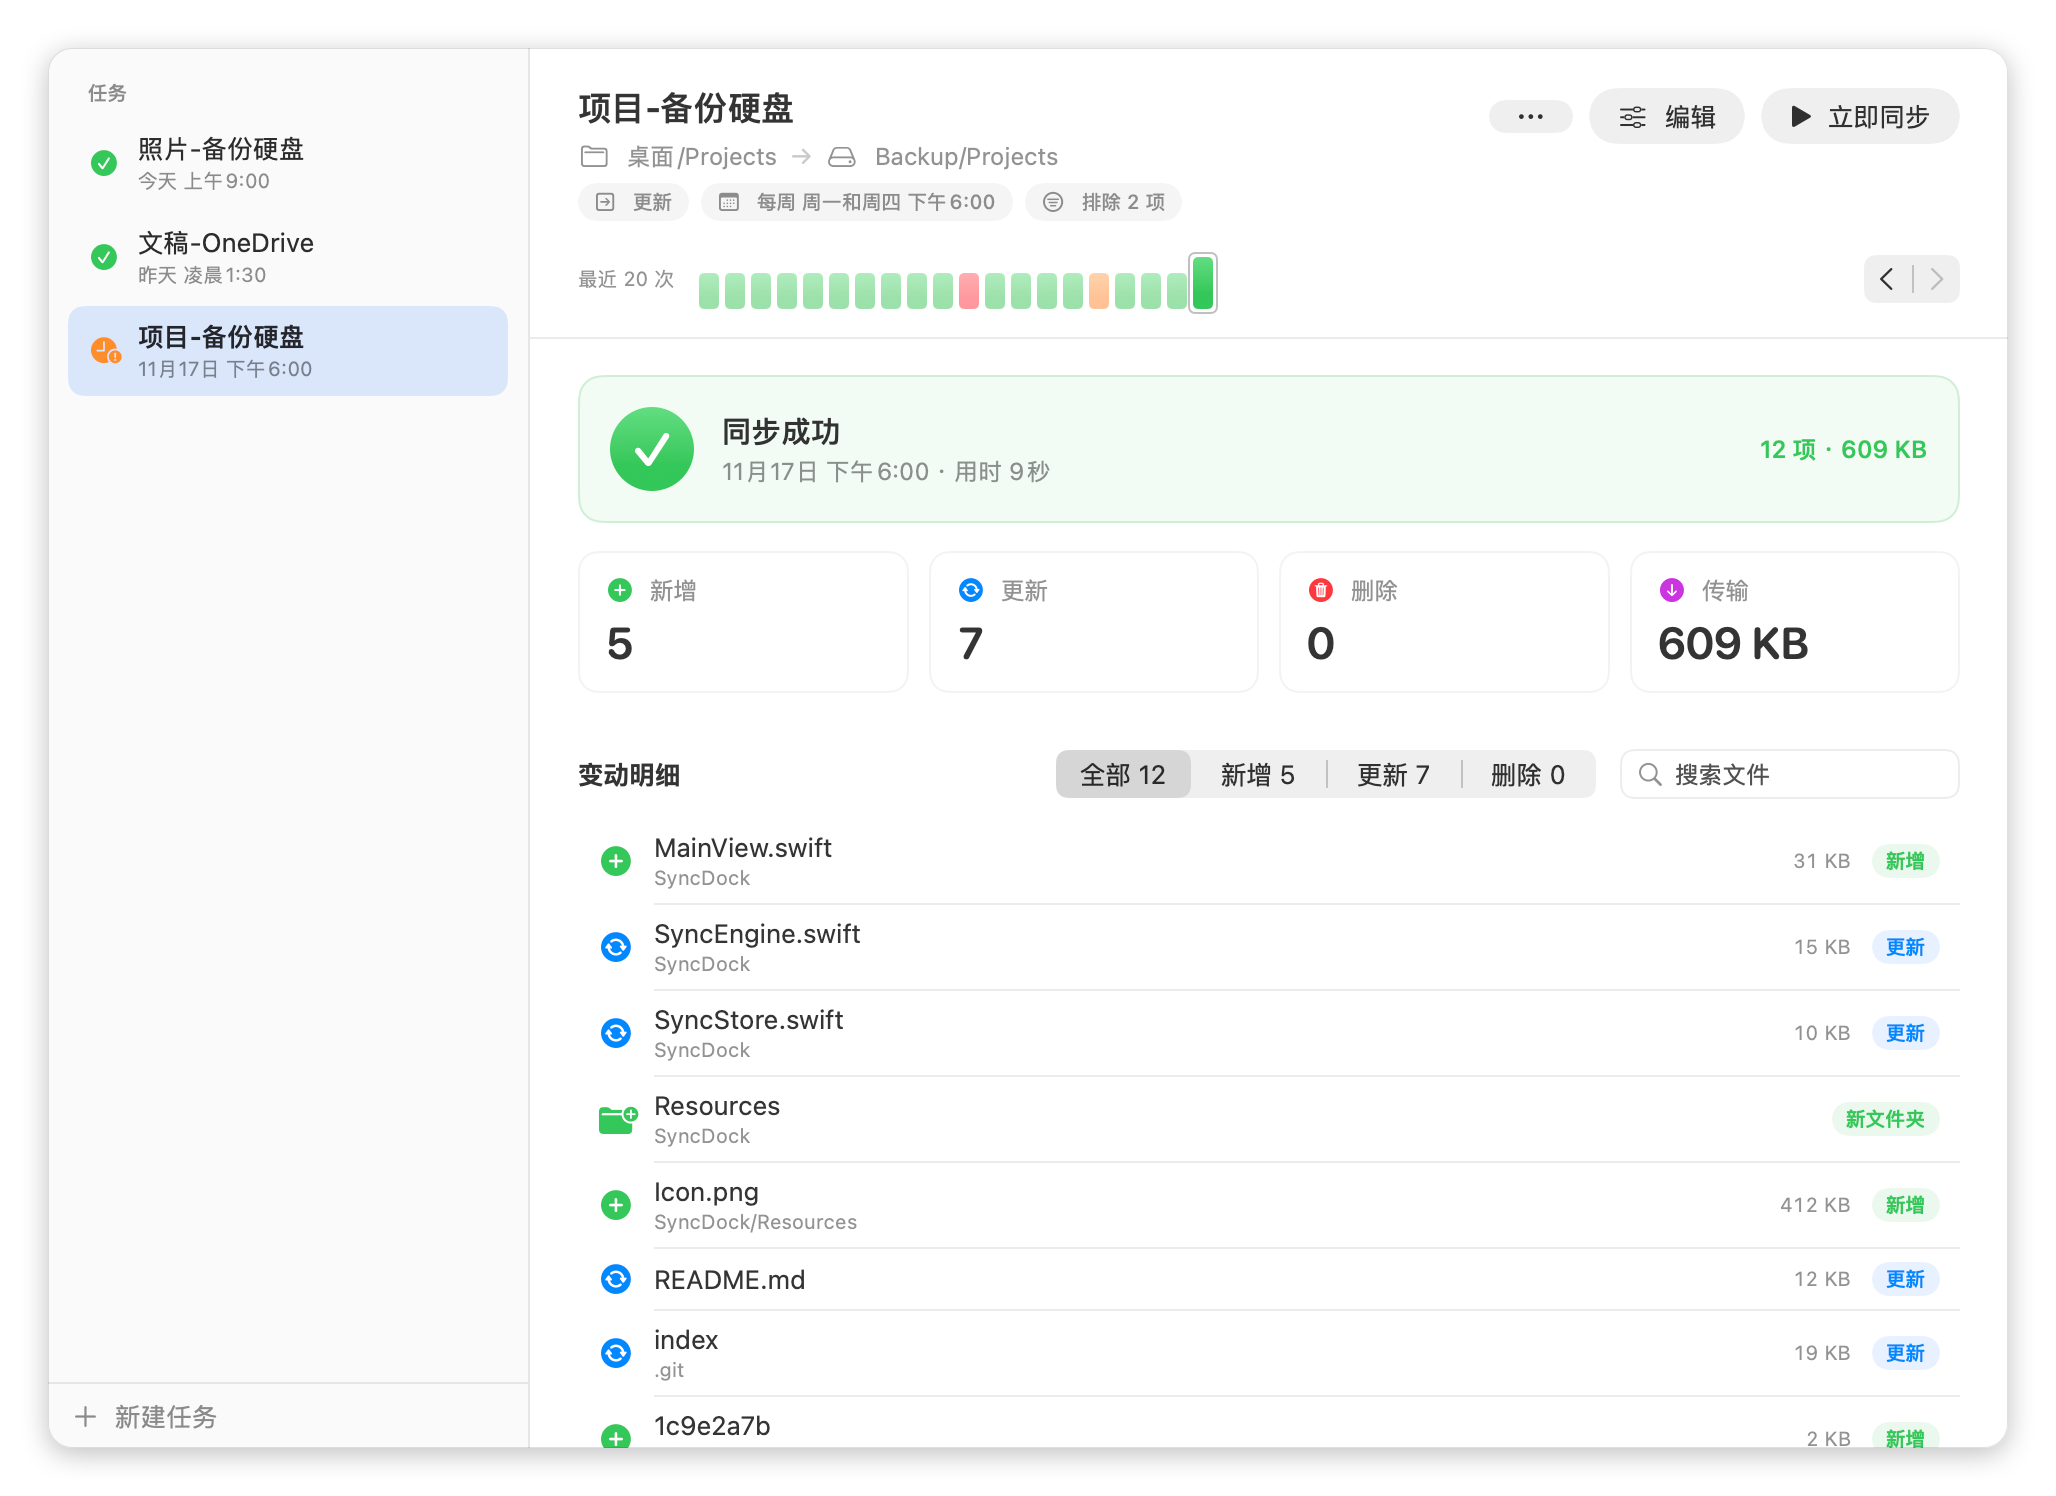 任务
照片-备份硬盘
今天 上午9:00
文稿-OneDrive
昨天 凌晨1:30
项目-备份硬盘
11月17日 下午6:00
新建任务
项目-备份硬盘
编辑
立即同步
桌面/Projects → Backup/Projects
更新
每周 周一和周四 下午6:00
排除 2 项
最近 20 次
同步成功
11月17日 下午6:00 · 用时 9秒
12 项 · 609 KB
新增
5
更新
7
删除
0
传输
609 KB
变动明细
全部 12
新增 5
更新 7
删除 0
搜索文件
MainView.swift
SyncDock
31 KB
新增
SyncEngine.swift
SyncDock
15 KB
更新
SyncStore.swift
SyncDock
10 KB
更新
Resources
SyncDock
新文件夹
Icon.png
SyncDock/Resources
412 KB
新增
README.md
12 KB
更新
index
.git
19 KB
更新
1c9e2a7b
2 KB
新增